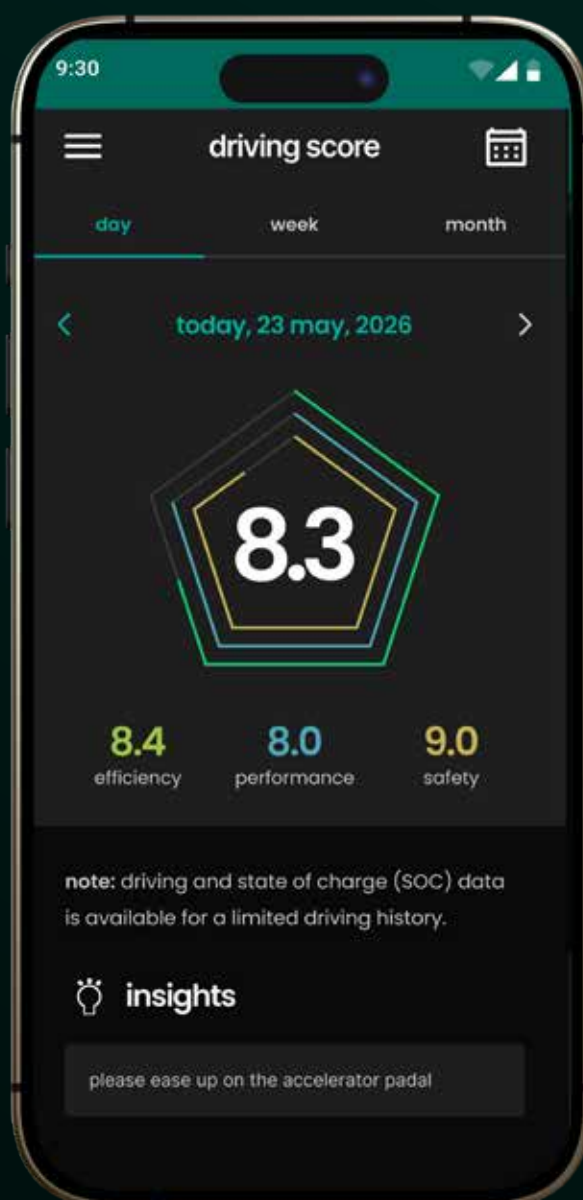 9:30
driving score
day week month
today, 23 may, 2026
8.3
8.4 8.0 9.0
efficiency performance safety
note: driving and state of charge (SOC) data
is available for a limited driving history.
insights
please ease up on the accelerator padal